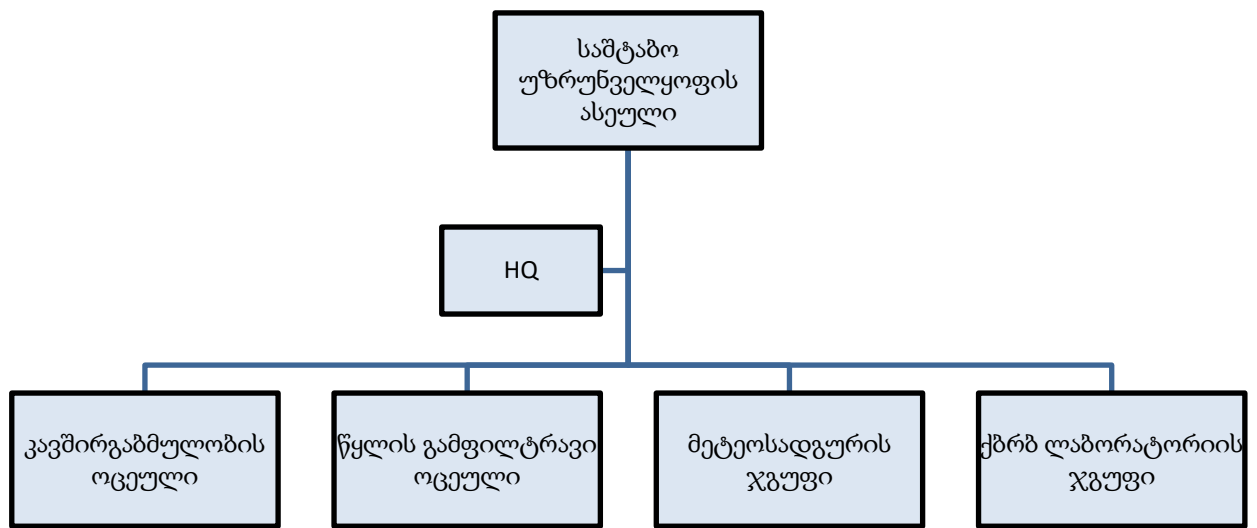 საშტაბო
უზრუნველყოფის
ასეული
HQ
კავშირგაბმულობის
ოცეული
წყლის გამფილტრავი
ოცეული
მეტეოსადგურის
ჯგუფი
ქბრბ ლაბორატორიის
ჯგუფი